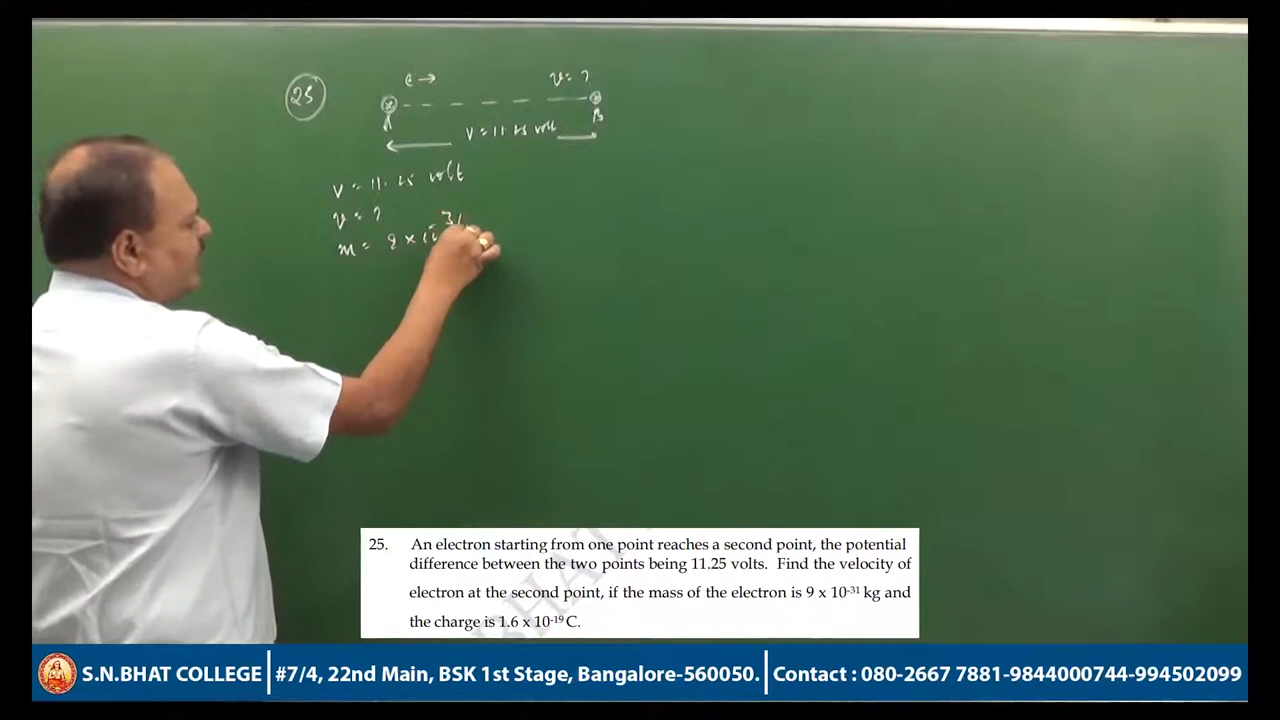 25
e →
v = ?
A
B
V = 11.25 volt
V = 11.25 volt
v = ?
m = 9 × 10-31
25. An electron starting from one point reaches a second point, the potential
difference between the two points being 11.25 volts. Find the velocity of
electron at the second point, if the mass of the electron is 9 x 10-31 kg and
the charge is 1.6 x 10-19 C.
BHAT
S.N.BHAT COLLEGE #7/4, 22nd Main, BSK 1st Stage, Bangalore-560050. Contact : 080-2667 7881-9844000744-994502099